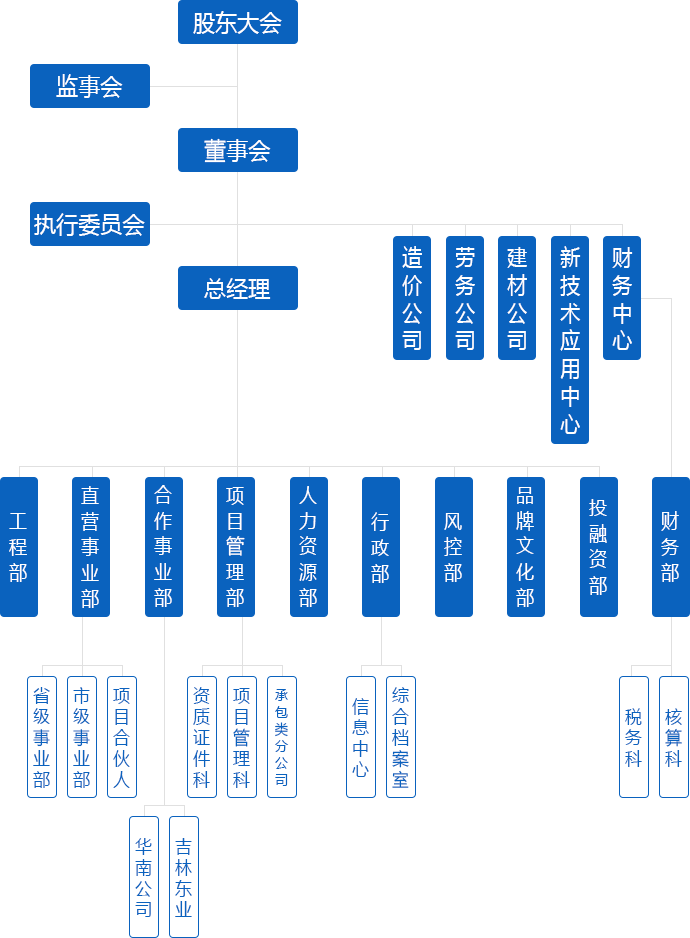 股东大会
监事会
董事会
执行委员会
总经理
造价公司
劳务公司
建材公司
新技术应用中心
财务中心
工程部
直营事业部
合作事业部
项目管理部
人力资源部
行政部
风控部
品牌文化部
投融资部
财务部
省级事业部
市级事业部
项目合伙人
资质证件科
项目管理科
承包类分公司
信息中心
综合档案室
税务科
核算科
华南公司
吉林东业